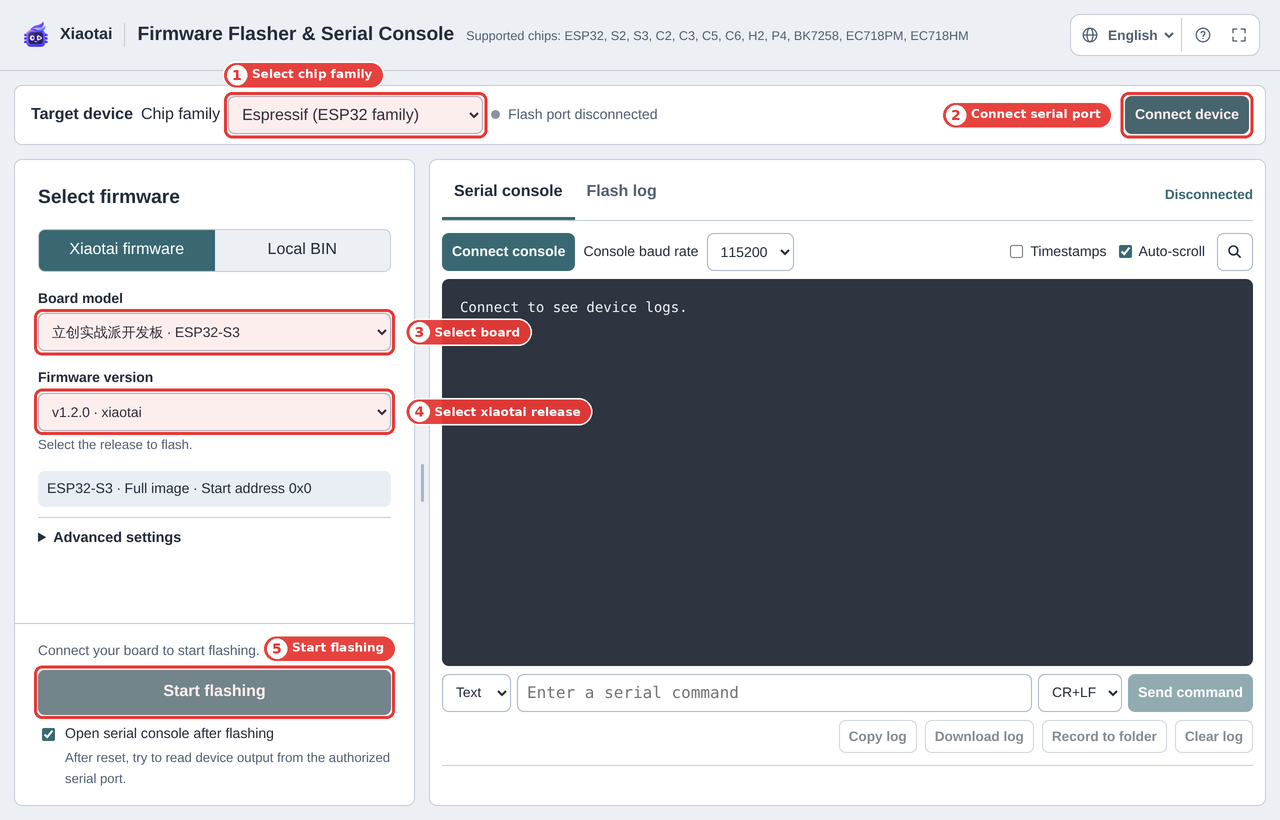 Xiaotai
Firmware Flasher & Serial Console
Supported chips: ESP32, S2, S3, C2, C3, C5, C6, H2, P4, BK7258, EC718PM, EC718HM
English
1 Select chip family
Target device Chip family
Espressif (ESP32 family)
Flash port disconnected
2 Connect serial port
Connect device
Select firmware
Xiaotai firmware
Local BIN
Board model
立创实战派开发板 · ESP32-S3
3 Select board
Firmware version
v1.2.0 · xiaotai
4 Select xiaotai release
Select the release to flash.
ESP32-S3 · Full image · Start address 0x0
Advanced settings
Connect your board to start flashing.
5 Start flashing
Start flashing
Open serial console after flashing
After reset, try to read device output from the authorized
serial port.
Serial console
Flash log
Disconnected
Connect console
Console baud rate
115200
Timestamps
Auto-scroll
Connect to see device logs.
Text
Enter a serial command
CR+LF
Send command
Copy log
Download log
Record to folder
Clear log